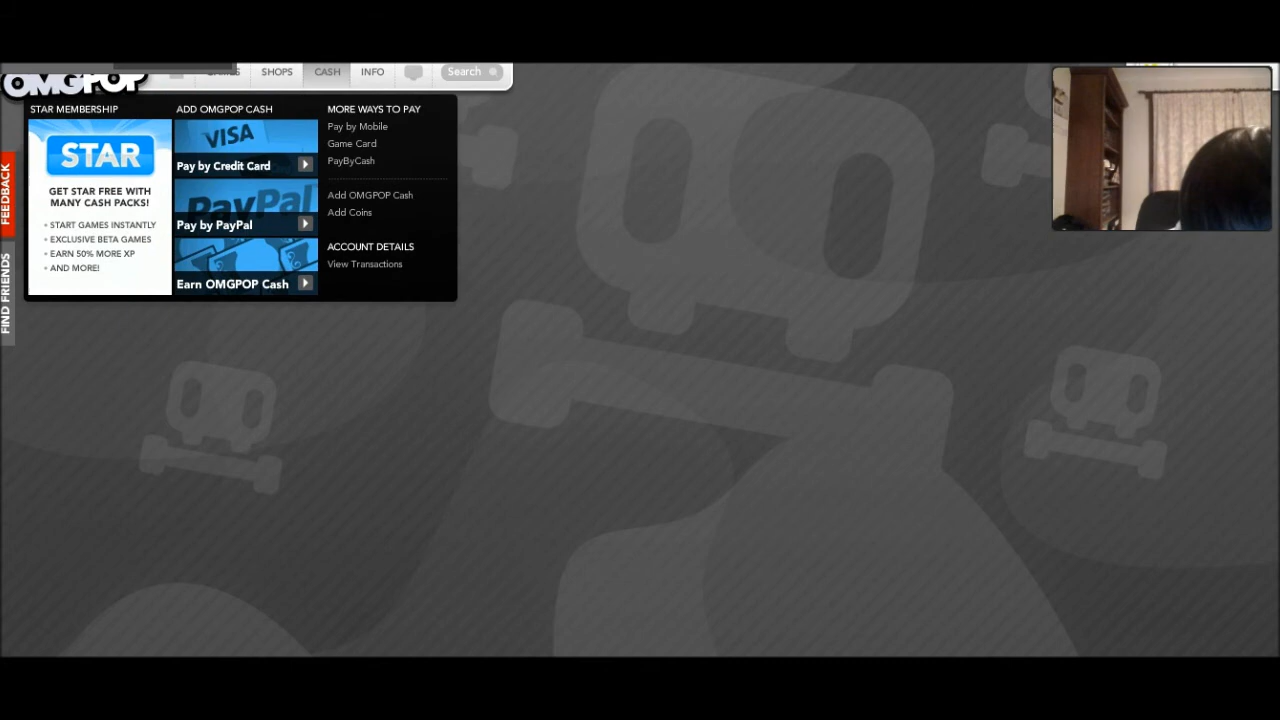 OMGPOP
GAMES
SHOPS
CASH
INFO
Search
STAR MEMBERSHIP
STAR
GET STAR FREE WITH
MANY CASH PACKS!
• START GAMES INSTANTLY
• EXCLUSIVE BETA GAMES
• EARN 50% MORE XP
• AND MORE!
ADD OMGPOP CASH
VISA
Pay by Credit Card
PayPal
Pay by PayPal
Earn OMGPOP Cash
MORE WAYS TO PAY
Pay by Mobile
Game Card
PayByCash
Add OMGPOP Cash
Add Coins
ACCOUNT DETAILS
View Transactions
FEEDBACK
FIND FRIENDS